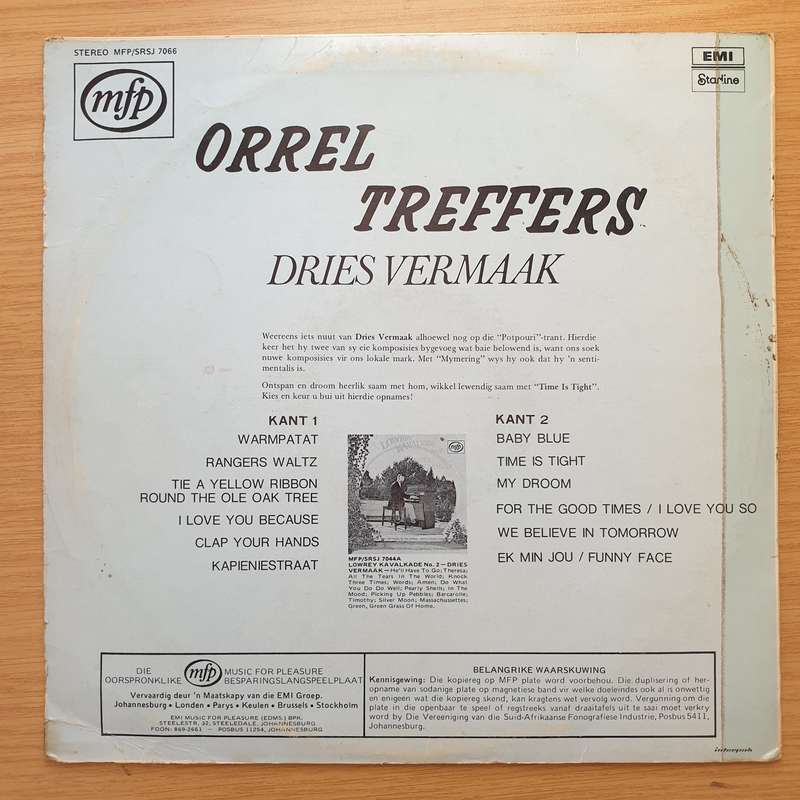 STEREO MFP/SRSJ 7066
mfp
EMI
Starline
ORREL
TREFFERS
DRIES VERMAAK
Weereens iets nuut van Dries Vermaak alhoewel nog op die "Potpouri"-trant. Hierdie
keer het hy twee van sy eie komposisies bygevoeg wat baie belowend is, want ons soek
nuwe komposisies vir ons lokale mark. Met "Mymering" wys hy ook dat hy 'n senti-
mentalis is.
Ontspan en droom heerlik saam met hom, wikkel lewendig saam met "Time Is Tight".
Kies en keur u bui uit hierdie opnames!
KANT 1
WARMPATAT
RANGERS WALTZ
TIE A YELLOW RIBBON
ROUND THE OLE OAK TREE
I LOVE YOU BECAUSE
CLAP YOUR HANDS
KAPIENIESTRAAT
mfp
MFP/SRSJ 7044A
LOWREY KAVALKADE No. 2 – DRIES
VERMAAK – He'll Have To Go; Theresa;
All The Tears In The World; Knock
Three Times; Words; Amen; Do What
You Do Do Well; Pearly Shells; In The
Mood; Picking Up Pebbles; Barcarolle;
Timothy; Silver Moon; Massachussettes;
Green, Green Grass Of Home.
KANT 2
BABY BLUE
TIME IS TIGHT
MY DROOM
FOR THE GOOD TIMES / I LOVE YOU SO
WE BELIEVE IN TOMORROW
EK MIN JOU / FUNNY FACE
DIE mfp MUSIC FOR PLEASURE
OORSPRONKLIKE BESPARINGSLANGSPEELPLAAT
Vervaardig deur 'n Maatskapy van die EMI Groep.
Johannesburg • Londen • Parys • Keulen • Brussels • Stockholm
EMI MUSIC FOR PLEASURE (EDMS.) BPK.
STEELESTR, 32, STEELEDALE, JOHANNESBURG
FOON: 869-2661 – POSBUS 11254, JOHANNESBURG
BELANGRIKE WAARSKUWING
Kennisgewing: Die kopiereg op MFP plate word voorbehou. Die duplisering of her-
opname van sodanige plate op magnetiese band vir welke doeleindes ook al is onwettig
en enigeen wat die kopiereg skend, kan kragtens wet vervolg word. Vergunning om die
plate in die openbaar te speel of regstreeks vanaf draaitafels uit te saai moet verkry
word by Die Vereeniging van die Suid-Afrikaanse Fonografiese Industrie, Posbus 5411,
Johannesburg.
interpak